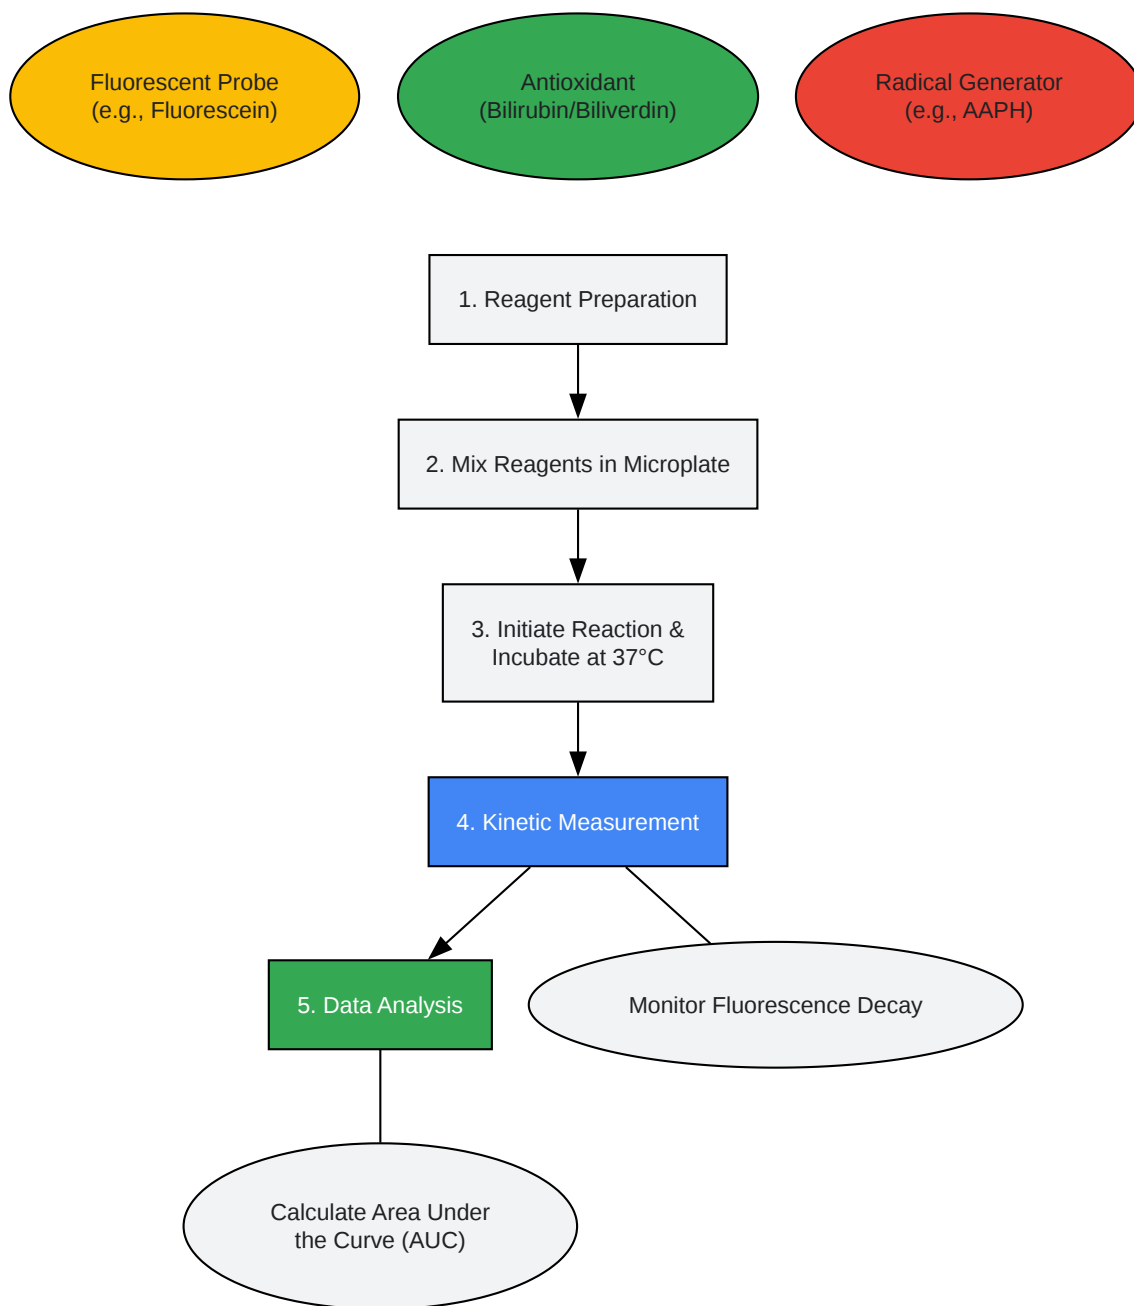 Fluorescent Probe
(e.g., Fluorescein)
Antioxidant
(Bilirubin/Biliverdin)
Radical Generator
(e.g., AAPH)
1. Reagent Preparation
2. Mix Reagents in Microplate
3. Initiate Reaction &
Incubate at 37°C
4. Kinetic Measurement
5. Data Analysis
Monitor Fluorescence Decay
Calculate Area Under
the Curve (AUC)